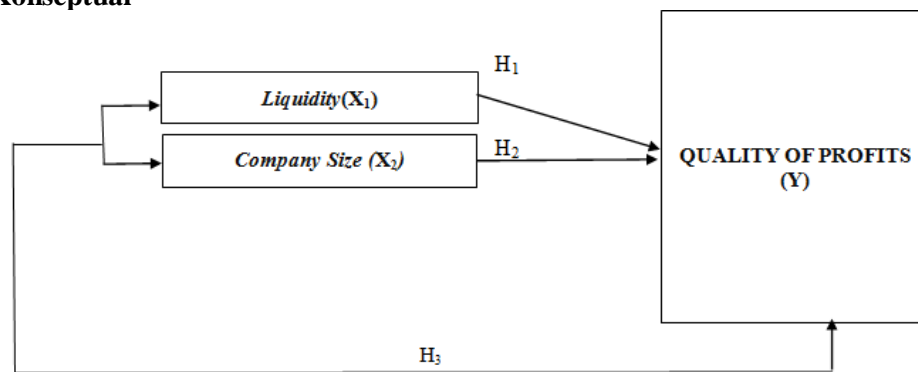 Konseptual
H₁
Liquidity(X₁)
H₂
Company Size (X₂)
QUALITY OF PROFITS
(Y)
H₃